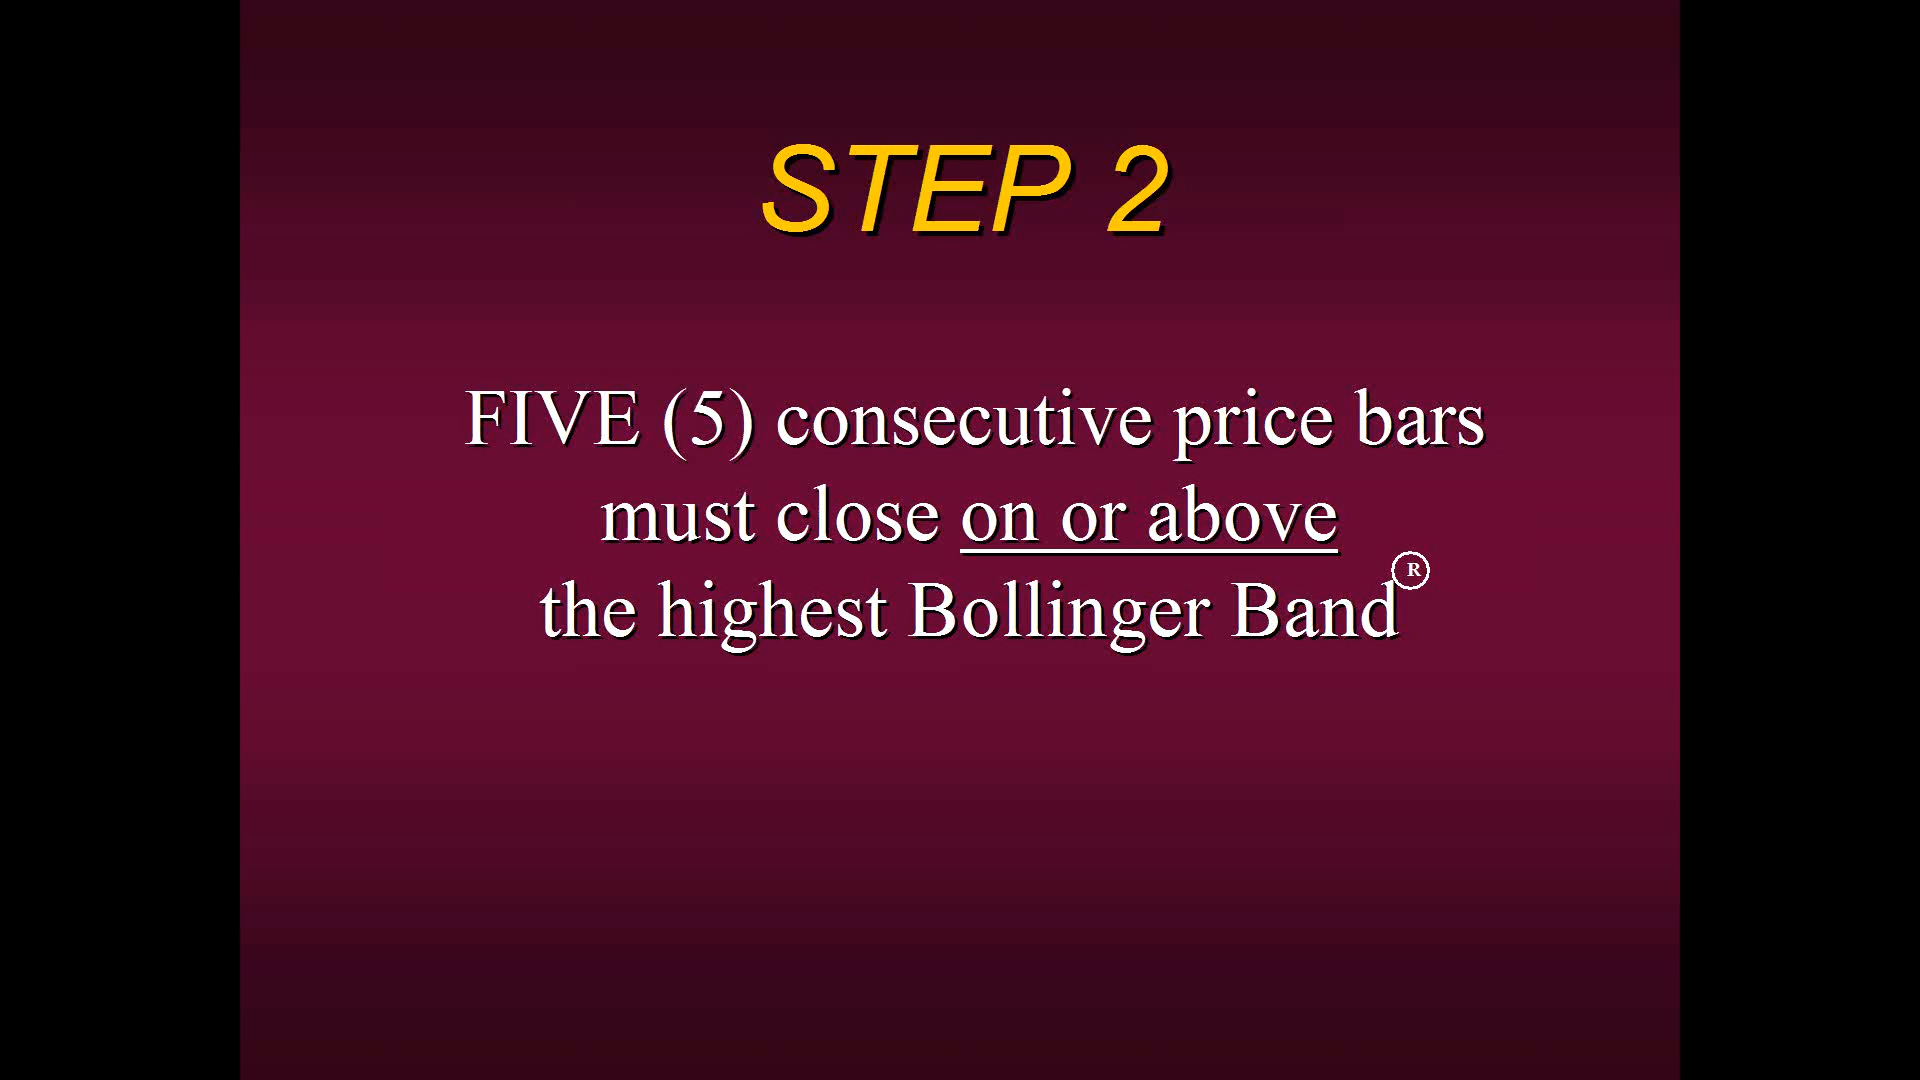 STEP 2
FIVE (5) consecutive price bars
must close on or above
the highest Bollinger Band®